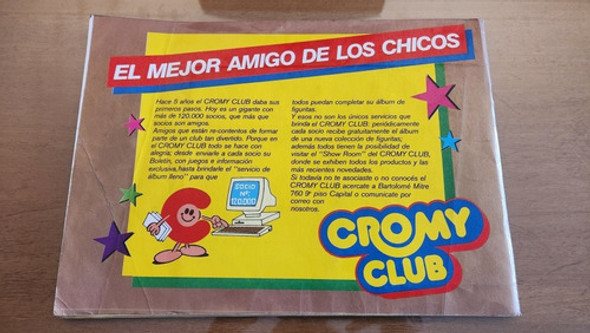 EL MEJOR AMIGO DE LOS CHICOS
Hace 5 años el CROMY CLUB daba sus
primeros pasos. Hoy es un gigante con
más de 120.000 socios, que más que
socios son amigos.
Amigos que están re-contentos de formar
parte de un club tan divertido. Porque en
el CROMY CLUB todo se hace con
alegría; desde enviarle a cada socio su
Boletín, con juegos e información
exclusiva, hasta brindarle el "servicio de
álbum lleno" para que
todos puedan completar su álbum de
figuritas.
Y esos no son los únicos servicios que
brinda el CROMY CLUB: periódicamente
cada socio recibe gratuitamente el álbum
de una nueva colección de figuritas;
además todos tienen la posibilidad de
visitar el "Show Room" del CROMY CLUB,
donde se exhiben todos los productos y las
más recientes novedades.
Si todavía no te asociaste o no conocés el
CROMY CLUB acercate a Bartolomé Mitre
760 9º piso Capital o comunicate por
correo con
nosotros.
SOCIO
Nº:
120.000
CROMY
CLUB